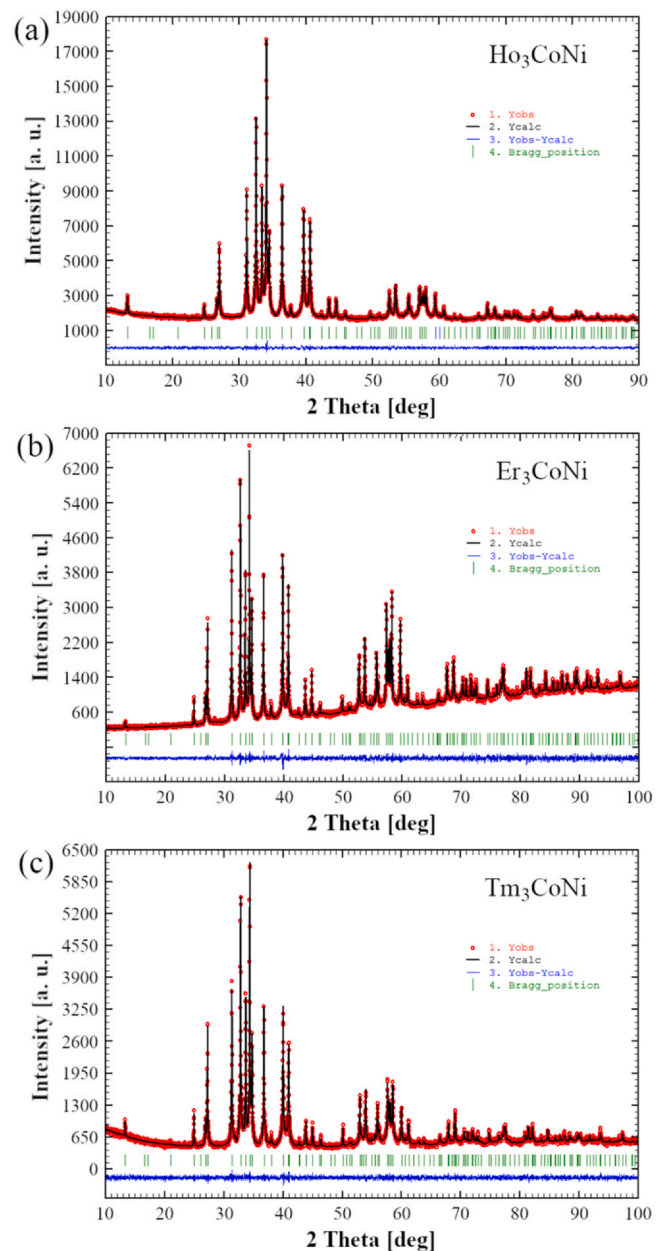 (a)
Ho₃CoNi
1. Yobs
2. Ycalc
3. Yobs-Ycalc
4. Bragg_position
19000
17000
15000
13000
11000
9000
7000
5000
3000
1000
Intensity [a. u.]
10 20 30 40 50 60 70 80 90
2 Theta [deg]
(b)
Er₃CoNi
1. Yobs
2. Ycalc
3. Yobs-Ycalc
4. Bragg_position
7000
6200
5400
4600
3800
3000
2200
1400
600
Intensity [a. u.]
10 20 30 40 50 60 70 80 90 100
2 Theta [deg]
(c)
Tm₃CoNi
1. Yobs
2. Ycalc
3. Yobs-Ycalc
4. Bragg_position
6500
5850
5200
4550
3900
3250
2600
1950
1300
650
0
Intensity [a. u.]
10 20 30 40 50 60 70 80 90 100
2 Theta [deg]